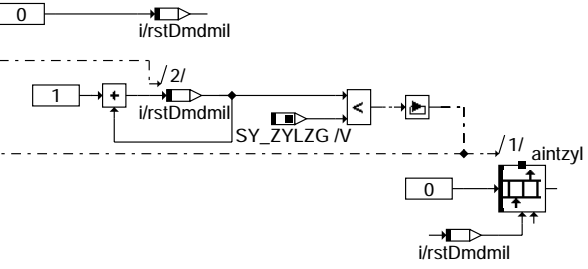 0
i/rstDmdmil
/2/
1
+
i/rstDmdmil
<
SY_ZYLZG /V
/1/
aintzyl
0
i/rstDmdmil